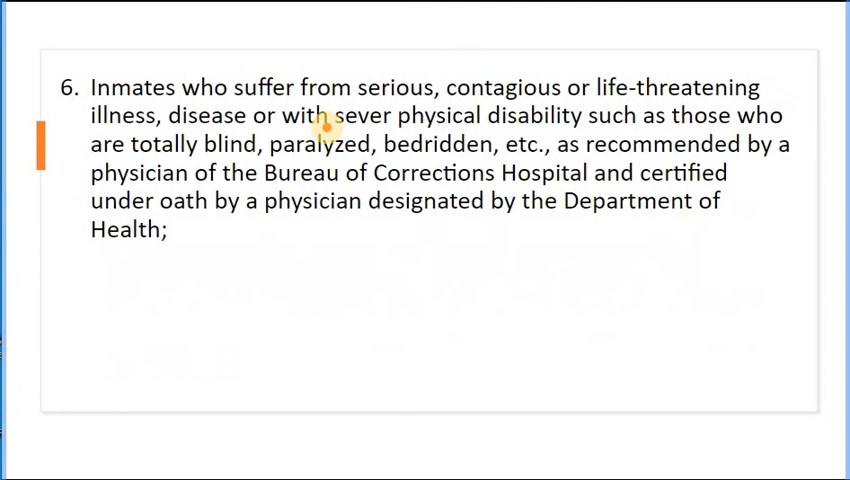 6. Inmates who suffer from serious, contagious or life-threatening
illness, disease or with sever physical disability such as those who
are totally blind, paralyzed, bedridden, etc., as recommended by a
physician of the Bureau of Corrections Hospital and certified
under oath by a physician designated by the Department of
Health;